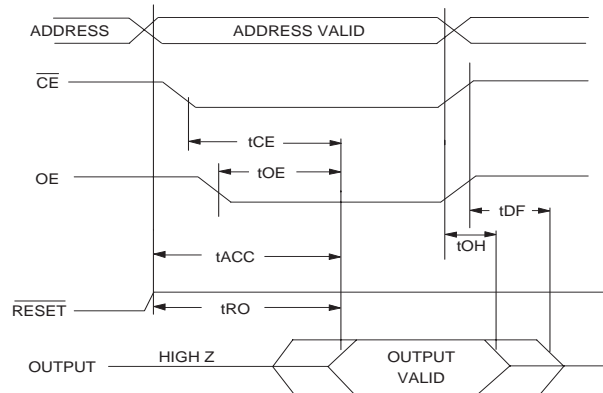 ADDRESS
ADDRESS VALID
CE
tCE
tOE
OE
tDF
tOH
tACC
RESET
tRO
OUTPUT
HIGH Z
OUTPUT
VALID